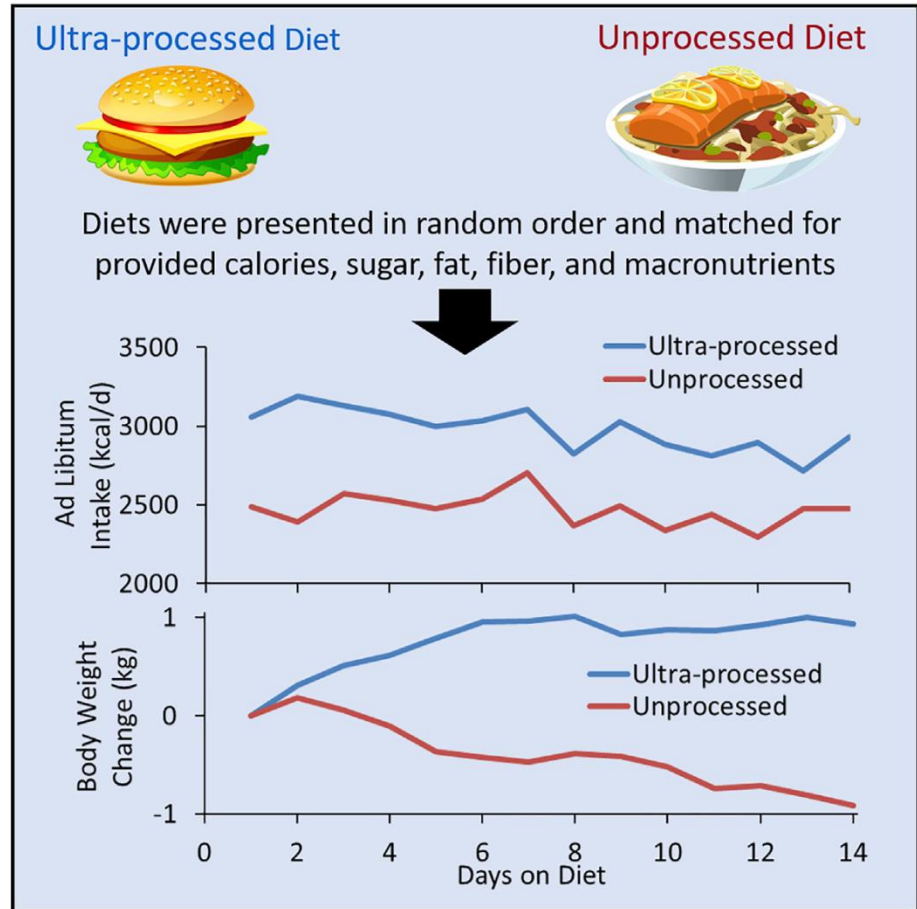 Ultra-processed Diet
Unprocessed Diet
Diets were presented in random order and matched for
provided calories, sugar, fat, fiber, and macronutrients
Ad Libitum
Intake (kcal/d)
3500
3000
2500
2000
Ultra-processed
Unprocessed
Body Weight
Change (kg)
1
0
-1
Ultra-processed
Unprocessed
0 2 4 6 8 10 12 14
Days on Diet